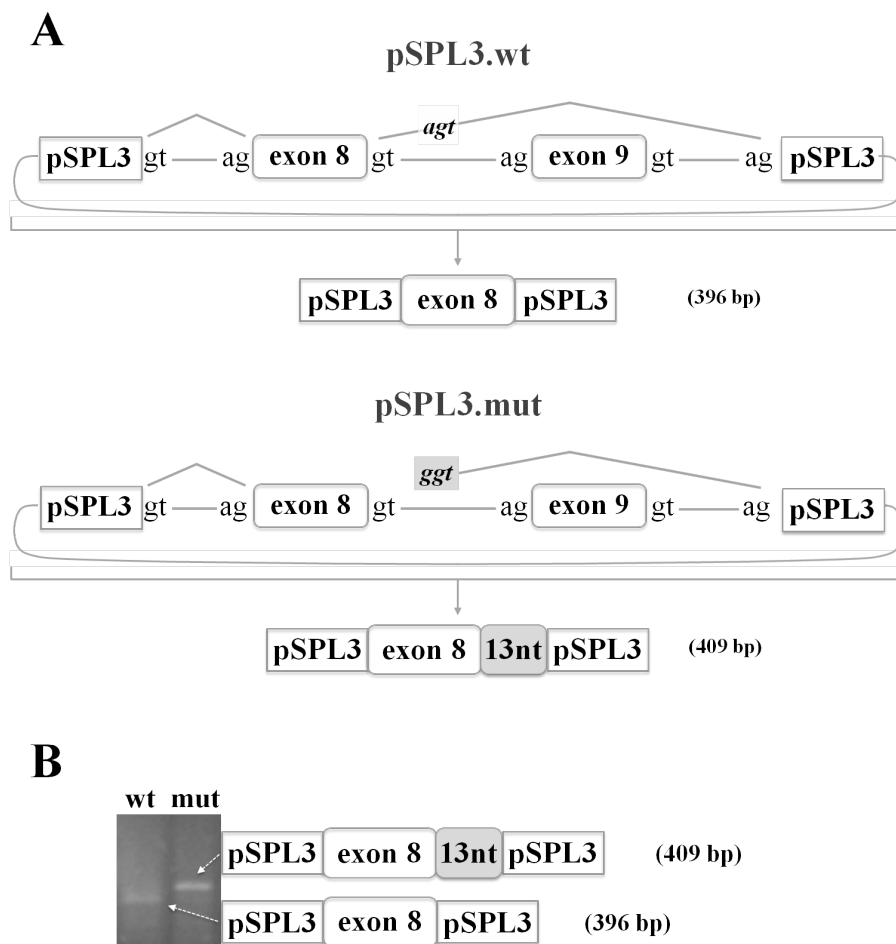 A
pSPL3.wt
agt
pSPL3 gt ag exon 8 gt ag exon 9 gt ag pSPL3
pSPL3 exon 8 pSPL3 (396 bp)
pSPL3.mut
ggt
pSPL3 gt ag exon 8 gt ag exon 9 gt ag pSPL3
pSPL3 exon 8 13nt pSPL3 (409 bp)
B
wt mut
pSPL3 exon 8 13nt pSPL3 (409 bp)
pSPL3 exon 8 pSPL3 (396 bp)